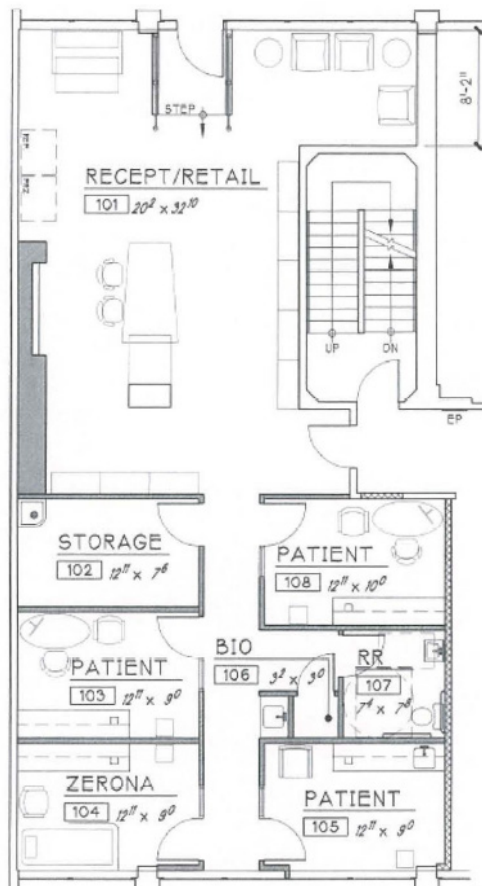 STEP
8'-2"
RECEPT/RETAIL
101 20² x 32¹⁰
UP DN
EP
STORAGE
102 12¹¹ x 7⁶
PATIENT
108 12¹¹ x 10⁰
BIO
106 3² x 3⁰
RR
107
7⁴ x 7⁸
PATIENT
103 12¹¹ x 9⁰
ZERONA
104 12¹¹ x 9⁰
PATIENT
105 12¹¹ x 9⁰